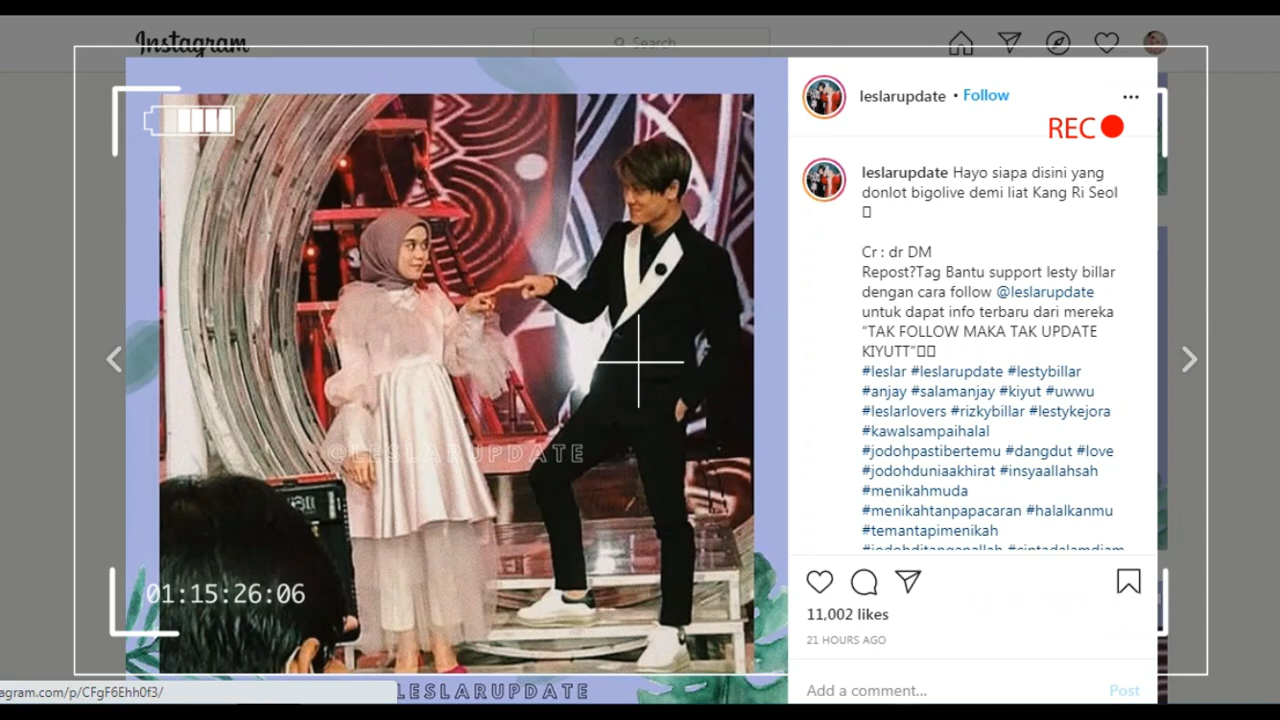 Instagram
Search
leslarupdate • Follow
REC
leslarupdate Hayo siapa disini yang
donlot bigolive demi liat Kang Ri Seol
Cr : dr DM
Repost?Tag Bantu support lesty billar
dengan cara follow @leslarupdate
untuk dapat info terbaru dari mereka
"TAK FOLLOW MAKA TAK UPDATE
KIYUTT"
#leslar #leslarupdate #lestybillar
#anjay #salamanjay #kiyut #uwwu
#leslarlovers #rizkybillar #lestykejora
#kawalsampaihalal
#jodohpastibertemu #dangdut #love
#jodohduniaakhirat #insyaallahsah
#menikahmuda
#menikahtanpapacaran #halalkanmu
#temantapimenikah
#jodohditanganallah #cintadalamdiam
@LESLARUPDATE
01:15:26:06
11,002 likes
21 HOURS AGO
Add a comment... Post
agram.com/p/CFgF6Ehh0f3/
LESLARUPDATE